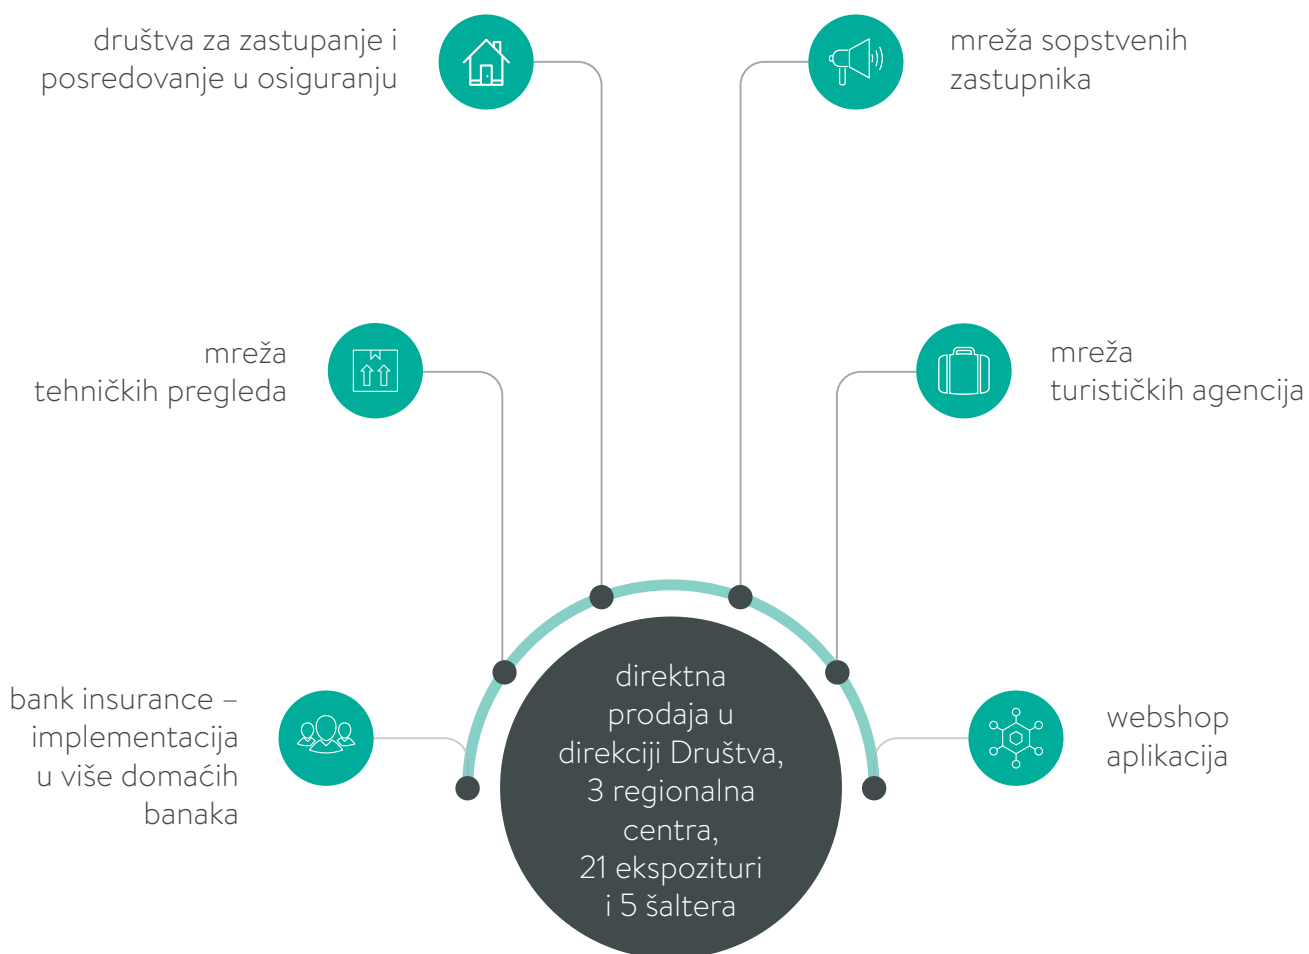 društva za zastupanje i
posredovanje u osiguranju
mreža sopstvenih
zastupnika
mreža
tehničkih pregleda
mreža
turističkih agencija
bank insurance –
implementacija
u više domaćih
banaka
direktna
prodaja u
direkciji Društva,
3 regionalna
centra,
21 ekspozituri
i 5 šaltera
webshop
aplikacija